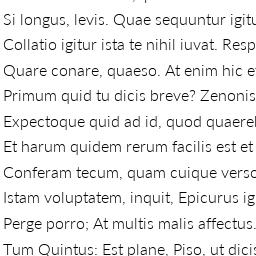 Si longus, levis. Quae sequuntur igitu
Collatio igitur ista te nihil iuvat. Resp
Quare conare, quaeso. At enim hic e
Primum quid tu dicis breve? Zenonis
Expectoque quid ad id, quod quaere
Et harum quidem rerum facilis est et
Conferam tecum, quam cuique verso
Istam voluptatem, inquit, Epicurus ig
Perge porro; At multis malis affectus.
Tum Quintus: Est plane, Piso, ut dicis